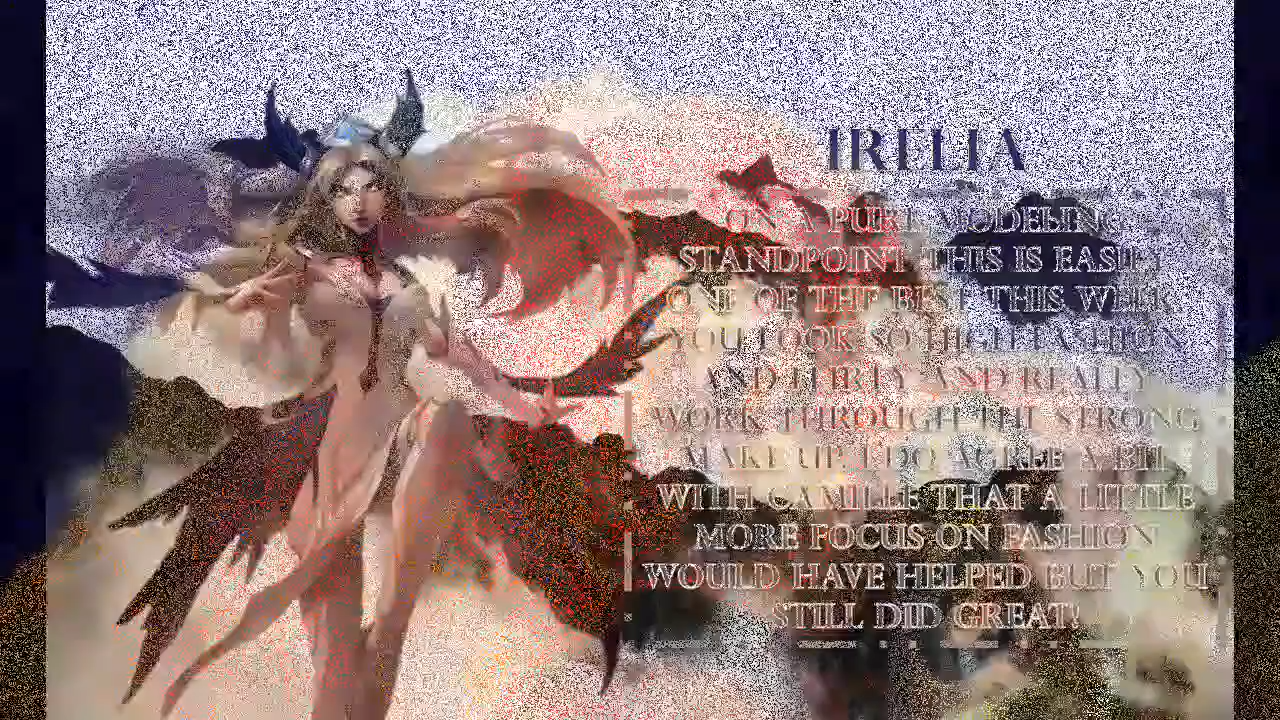 IRELIA
ON A PURE MODELING
STANDPOINT THIS IS EASILY
ONE OF THE BEST THIS WEEK
YOU LOOK SO HIGH FASHION
AND FLIRTY AND REALLY
WORK THROUGH THE STRONG
MAKE UP I DO AGREE A BIT
WITH CAMILLE THAT A LITTLE
MORE FOCUS ON FASHION
WOULD HAVE HELPED BUT YOU
STILL DID GREAT!